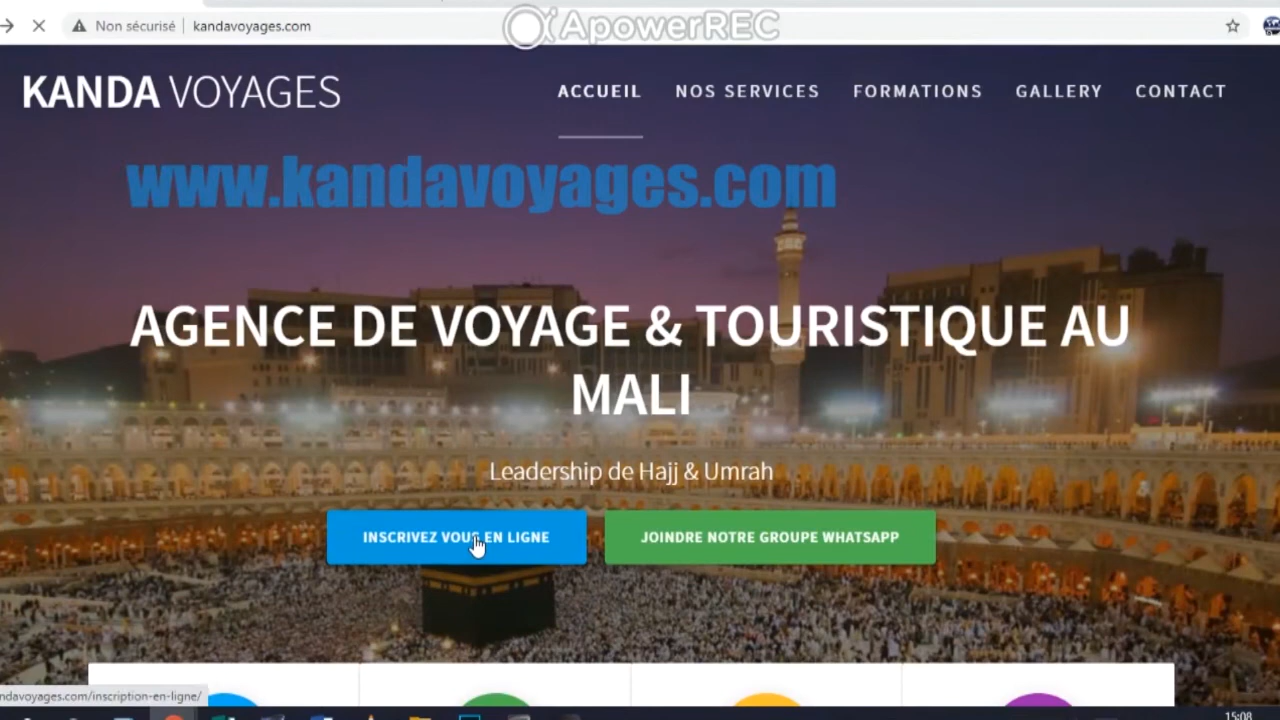 Non sécurisé | kandavoyages.com
ApowerREC
KANDA VOYAGES
ACCUEIL NOS SERVICES FORMATIONS GALLERY CONTACT
www.kandavoyages.com
AGENCE DE VOYAGE & TOURISTIQUE AU
MALI
Leadership de Hajj & Umrah
INSCRIVEZ VOUS EN LIGNE JOINDRE NOTRE GROUPE WHATSAPP
ndavoyages.com/inscription-en-ligne/
15:08